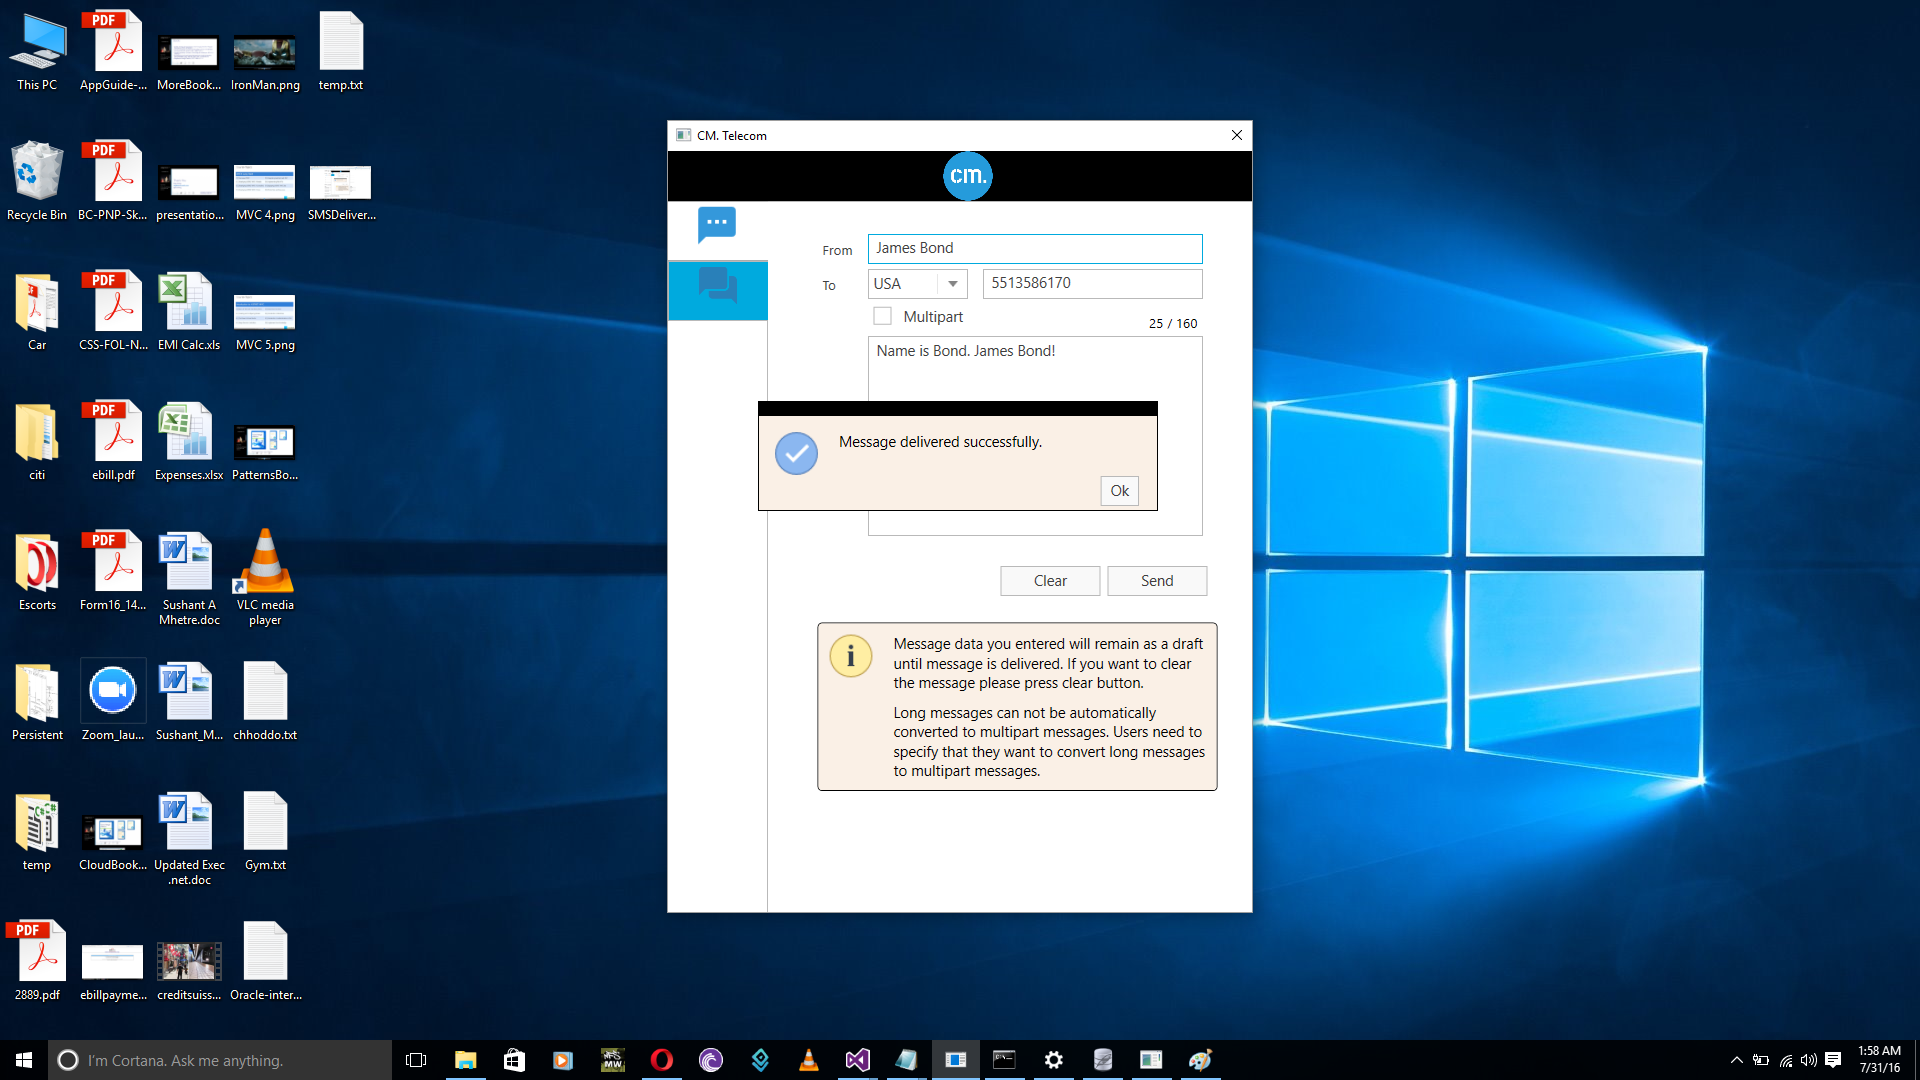 This PC
PDF
AppGuide-...
MoreBook...
IronMan.png
temp.txt
Recycle Bin
PDF
BC-PNP-Sk...
presentatio...
MVC 4.png
SMSDeliver...
Car
PDF
CSS-FOL-N...
EMI Calc.xls
MVC 5.png
citi
PDF
ebill.pdf
Expenses.xlsx
PatternsBo...
Escorts
PDF
Form16_14...
Sushant A
Mhetre.doc
VLC media
player
Persistent
Zoom_lau...
Sushant_M...
chhoddo.txt
temp
CloudBook...
Updated Exec
.net.doc
Gym.txt
PDF
2889.pdf
ebillpayme...
creditsuiss...
Oracle-inter...
CM. Telecom
cm.
From
James Bond
To
USA
5513586170
Multipart
25 / 160
Name is Bond. James Bond!
Message delivered successfully.
Ok
Clear
Send
Message data you entered will remain as a draft
until message is delivered. If you want to clear
the message please press clear button.
Long messages can not be automatically
converted to multipart messages. Users need to
specify that they want to convert long messages
to multipart messages.
I'm Cortana. Ask me anything.
MW
1:58 AM
7/31/16